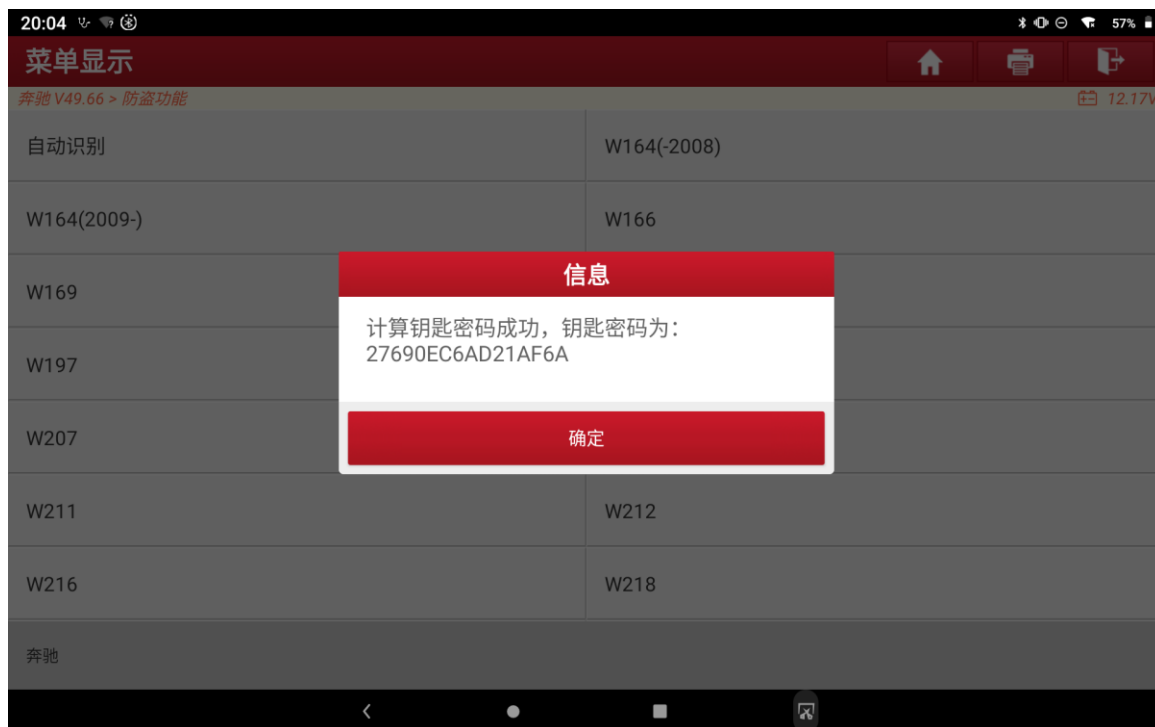 20:04
57%
菜单显示
奔驰 V49.66 > 防盗功能
12.17V
自动识别
W164(-2008)
W164(2009-)
W166
信息
W169
计算钥匙密码成功，钥匙密码为：
27690EC6AD21AF6A
W197
W207
确定
W211
W212
W216
W218
奔驰